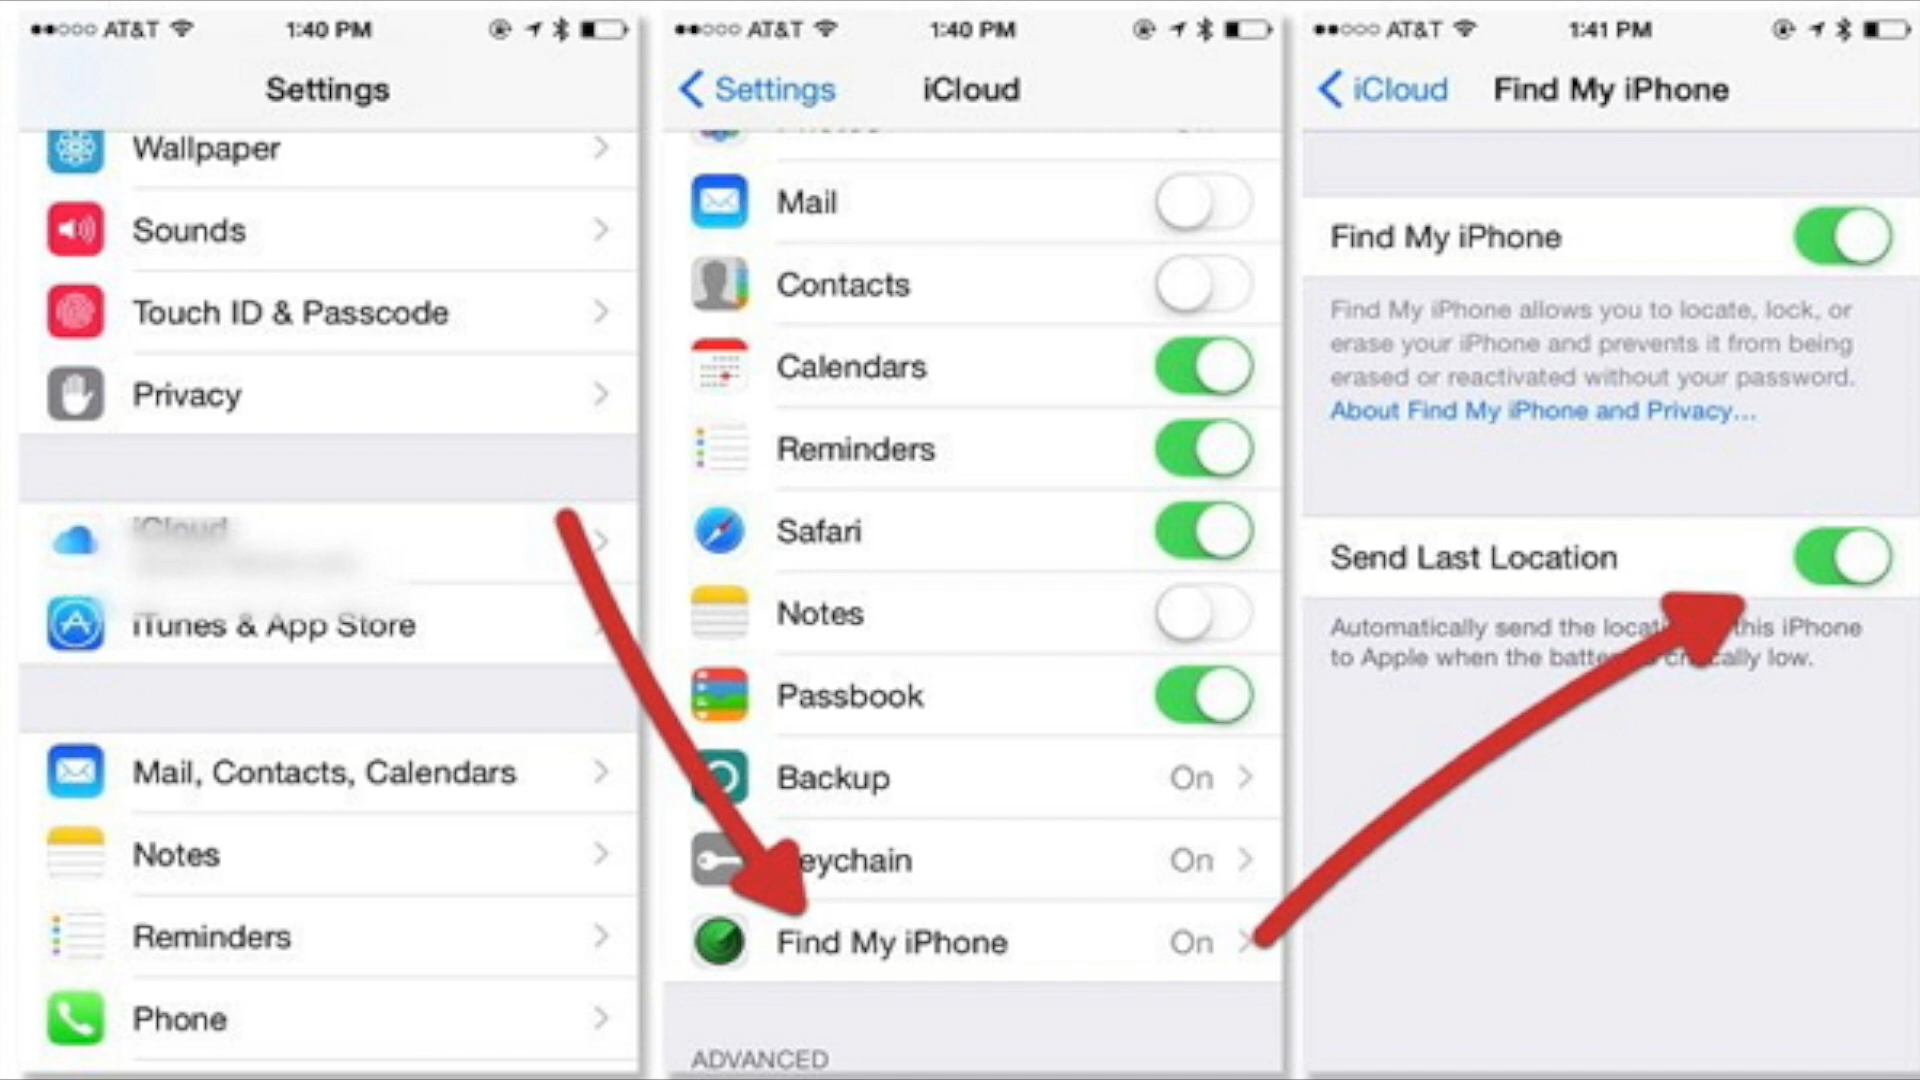 AT&T 1:40 PM
Settings
Wallpaper
Sounds
Touch ID & Passcode
Privacy
iCloud
iTunes & App Store
Mail, Contacts, Calendars
Notes
Reminders
Phone
AT&T 1:40 PM
Settings iCloud
Mail
Contacts
Calendars
Reminders
Safari
Notes
Passbook
Backup On
eychain On
Find My iPhone On
ADVANCED
AT&T 1:41 PM
iCloud Find My iPhone
Find My iPhone
Find My iPhone allows you to locate, lock, or
erase your iPhone and prevents it from being
erased or reactivated without your password.
About Find My iPhone and Privacy...
Send Last Location
Automatically send the locat this iPhone
to Apple when the batte cally low.